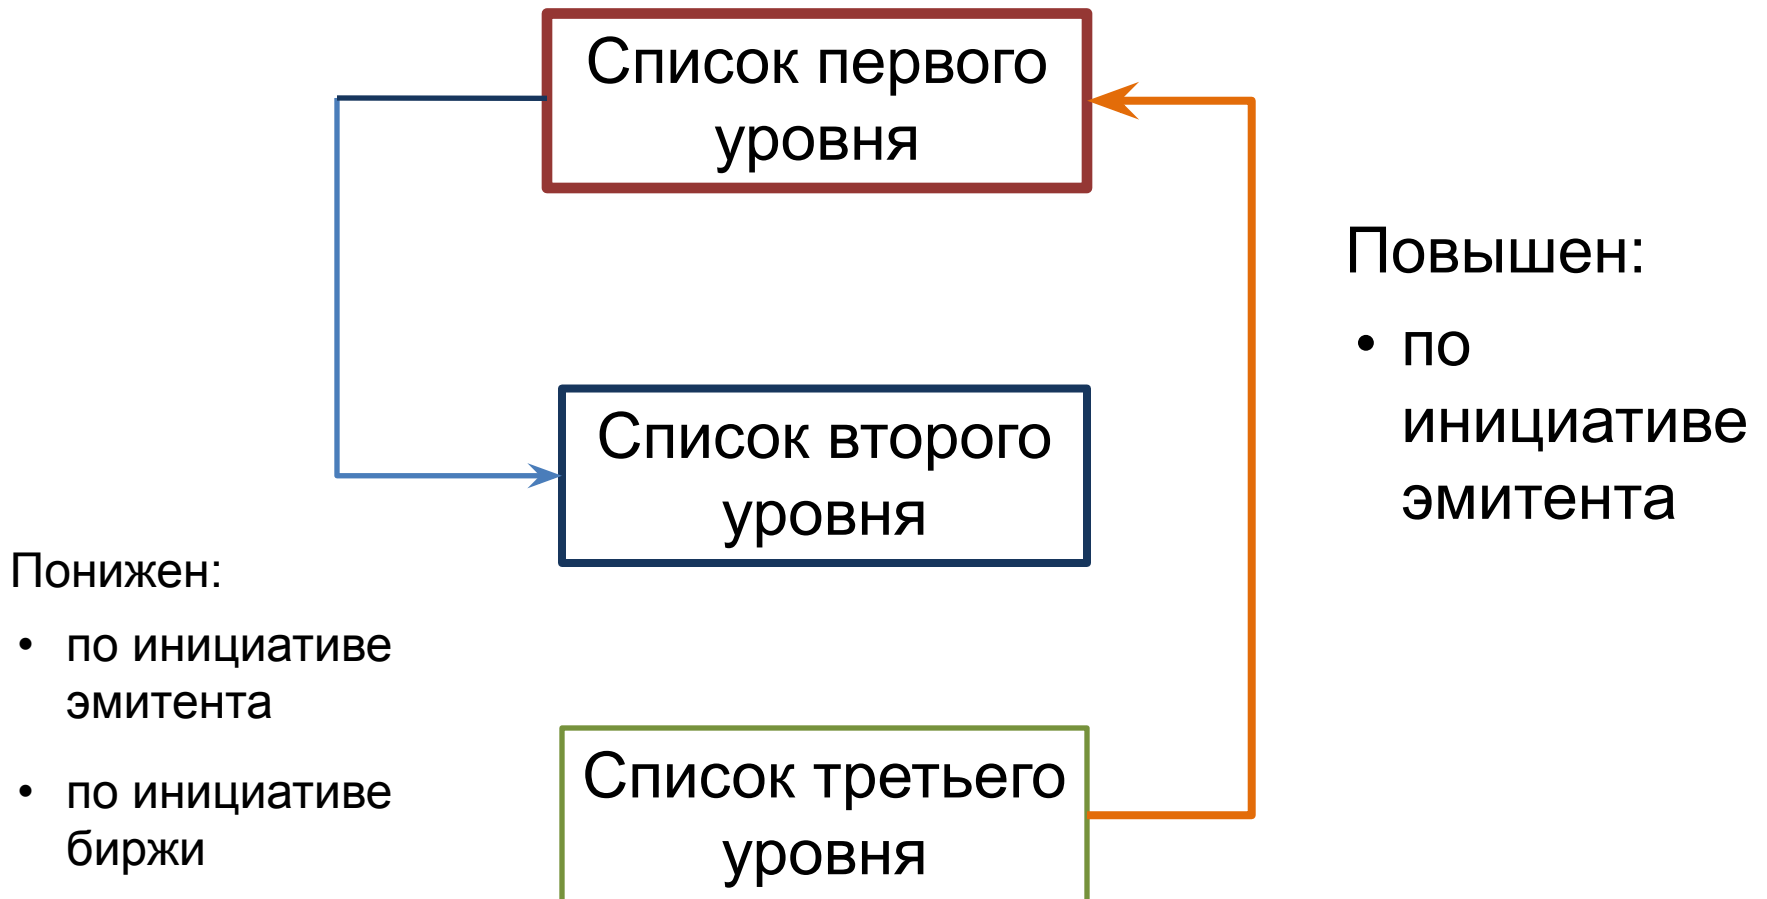 Список первого
уровня
Повышен:
• по
инициативе
эмитента
Список второго
уровня
Понижен:
• по инициативе
эмитента
• по инициативе
биржи
Список третьего
уровня